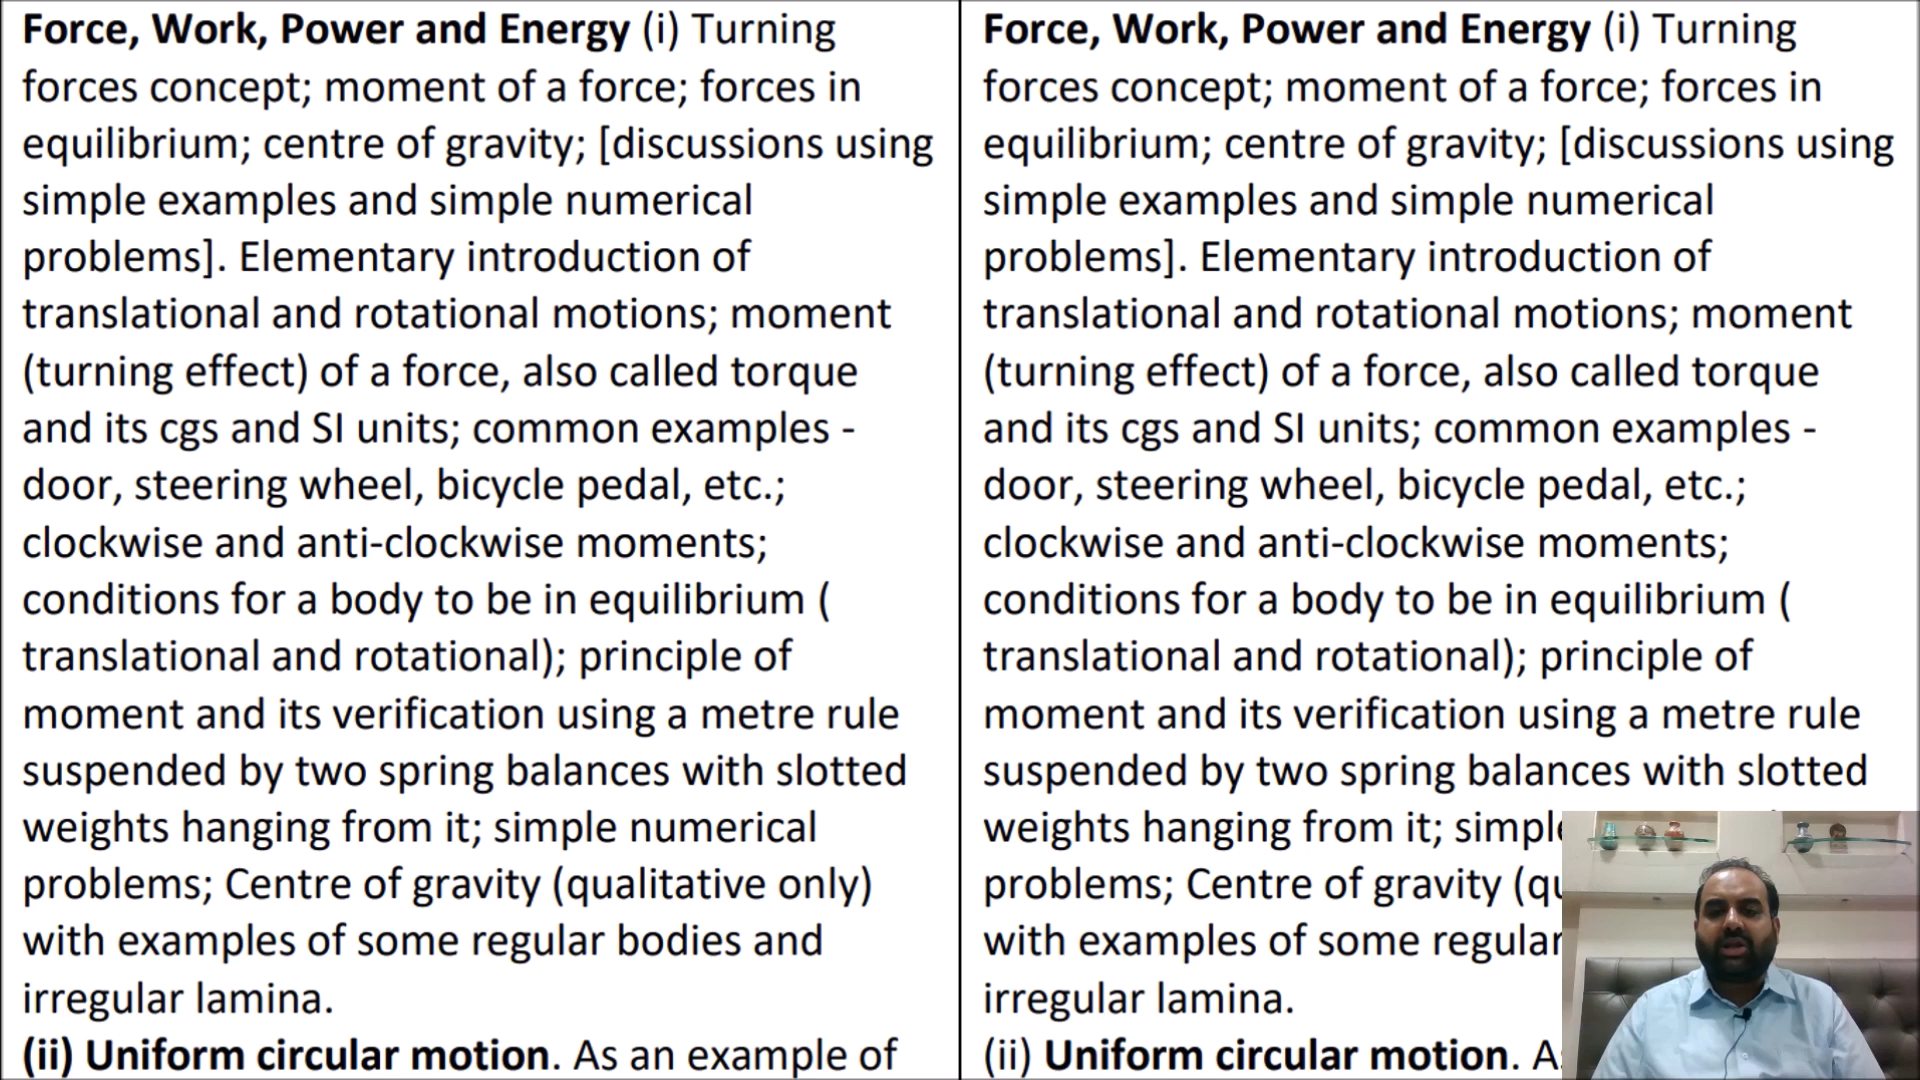 Force, Work, Power and Energy (i) Turning
forces concept; moment of a force; forces in
equilibrium; centre of gravity; [discussions using
simple examples and simple numerical
problems]. Elementary introduction of
translational and rotational motions; moment
(turning effect) of a force, also called torque
and its cgs and SI units; common examples -
door, steering wheel, bicycle pedal, etc.;
clockwise and anti-clockwise moments;
conditions for a body to be in equilibrium (
translational and rotational); principle of
moment and its verification using a metre rule
suspended by two spring balances with slotted
weights hanging from it; simple numerical
problems; Centre of gravity (qualitative only)
with examples of some regular bodies and
irregular lamina.
(ii) Uniform circular motion. As an example of
Force, Work, Power and Energy (i) Turning
forces concept; moment of a force; forces in
equilibrium; centre of gravity; [discussions using
simple examples and simple numerical
problems]. Elementary introduction of
translational and rotational motions; moment
(turning effect) of a force, also called torque
and its cgs and SI units; common examples -
door, steering wheel, bicycle pedal, etc.;
clockwise and anti-clockwise moments;
conditions for a body to be in equilibrium (
translational and rotational); principle of
moment and its verification using a metre rule
suspended by two spring balances with slotted
weights hanging from it;
problems; Centre of gravity
with examples of some regular
irregular lamina.
(ii) Uniform circular motion.